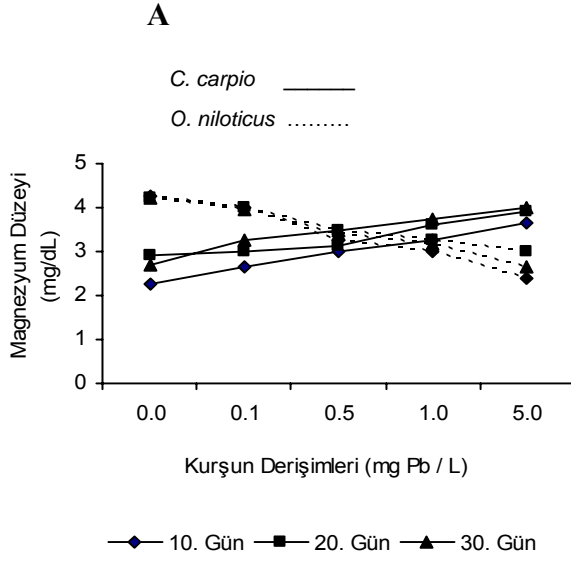 A
C. carpio _______
O. niloticus .........
Magnezyum Düzeyi
(mg/dL)
5
4
3
2
1
0
0.0 0.1 0.5 1.0 5.0
Kurşun Derişimleri (mg Pb / L)
10. Gün 20. Gün 30. Gün